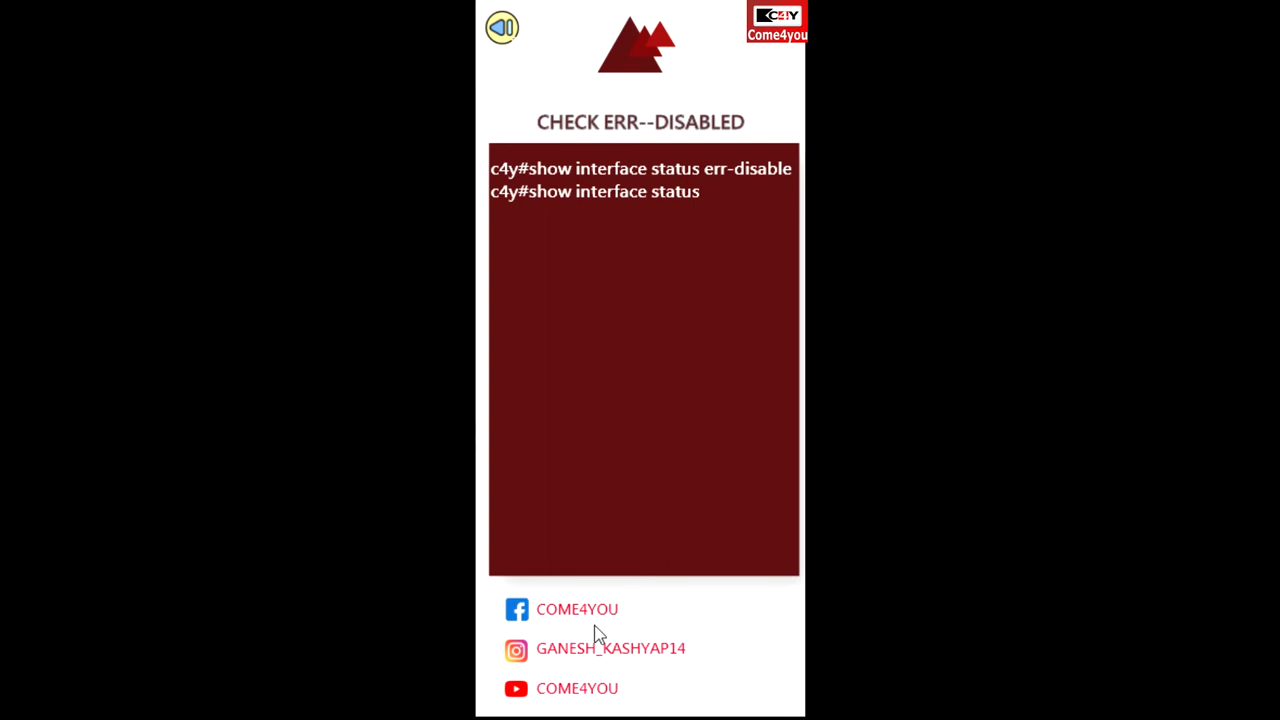 C4Y
Come4you
CHECK ERR--DISABLED
c4y#show interface status err-disable
c4y#show interface status
COME4YOU
GANESH_KASHYAP14
COME4YOU